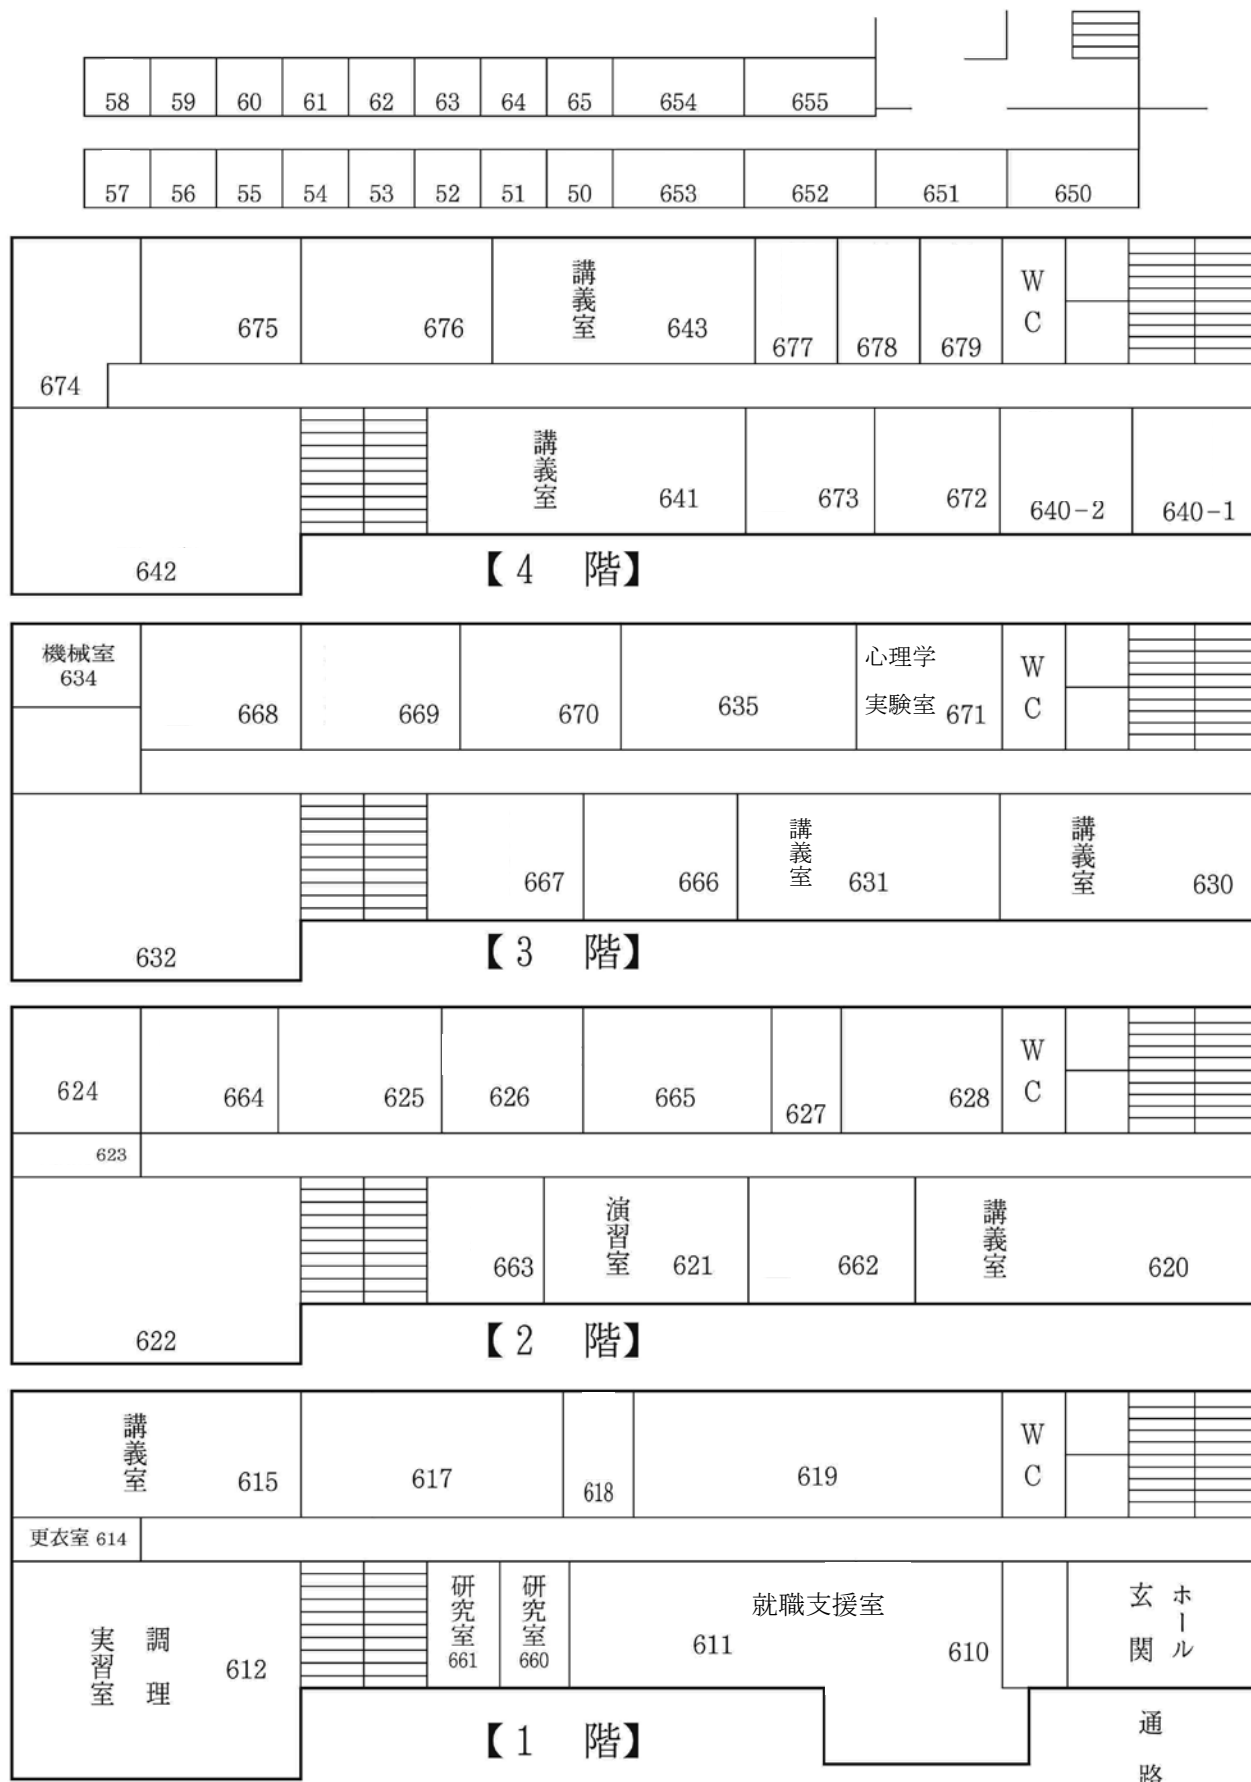 58 59 60 61 62 63 64 65 654 655
57 56 55 54 53 52 51 50 653 652 651 650
675 676 講義室 643 677 678 679 WC
674
642 講義室 641 673 672 640-2 640-1
【4 階】
機械室
634
668 669 670 635 心理学
実験室 671 WC
632 667 666 講義室 631 講義室 630
【3 階】
624 664 625 626 665 627 628 WC
623
622 663 演習室 621 662 講義室 620
【2 階】
講義室 615 617 618 619 WC
更衣室 614
調理
実習室 612 研究室 661 研究室 660 就職支援室 611 610 玄関
ホール
【1 階】
通路